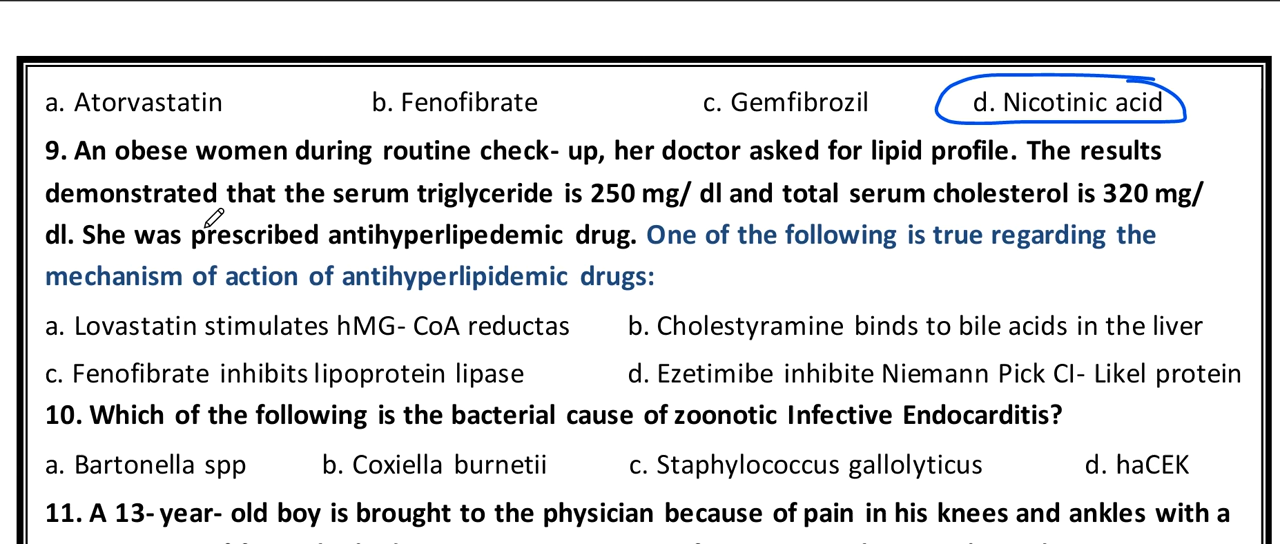 a. Atorvastatin b. Fenofibrate c. Gemfibrozil d. Nicotinic acid
9. An obese women during routine check- up, her doctor asked for lipid profile. The results
demonstrated that the serum triglyceride is 250 mg/ dl and total serum cholesterol is 320 mg/
dl. She was prescribed antihyperlipedemic drug. One of the following is true regarding the
mechanism of action of antihyperlipidemic drugs:
a. Lovastatin stimulates hMG- CoA reductas b. Cholestyramine binds to bile acids in the liver
c. Fenofibrate inhibits lipoprotein lipase d. Ezetimibe inhibite Niemann Pick CI- Likel protein
10. Which of the following is the bacterial cause of zoonotic Infective Endocarditis?
a. Bartonella spp b. Coxiella burnetii c. Staphylococcus gallolyticus d. haCEK
11. A 13- year- old boy is brought to the physician because of pain in his knees and ankles with a